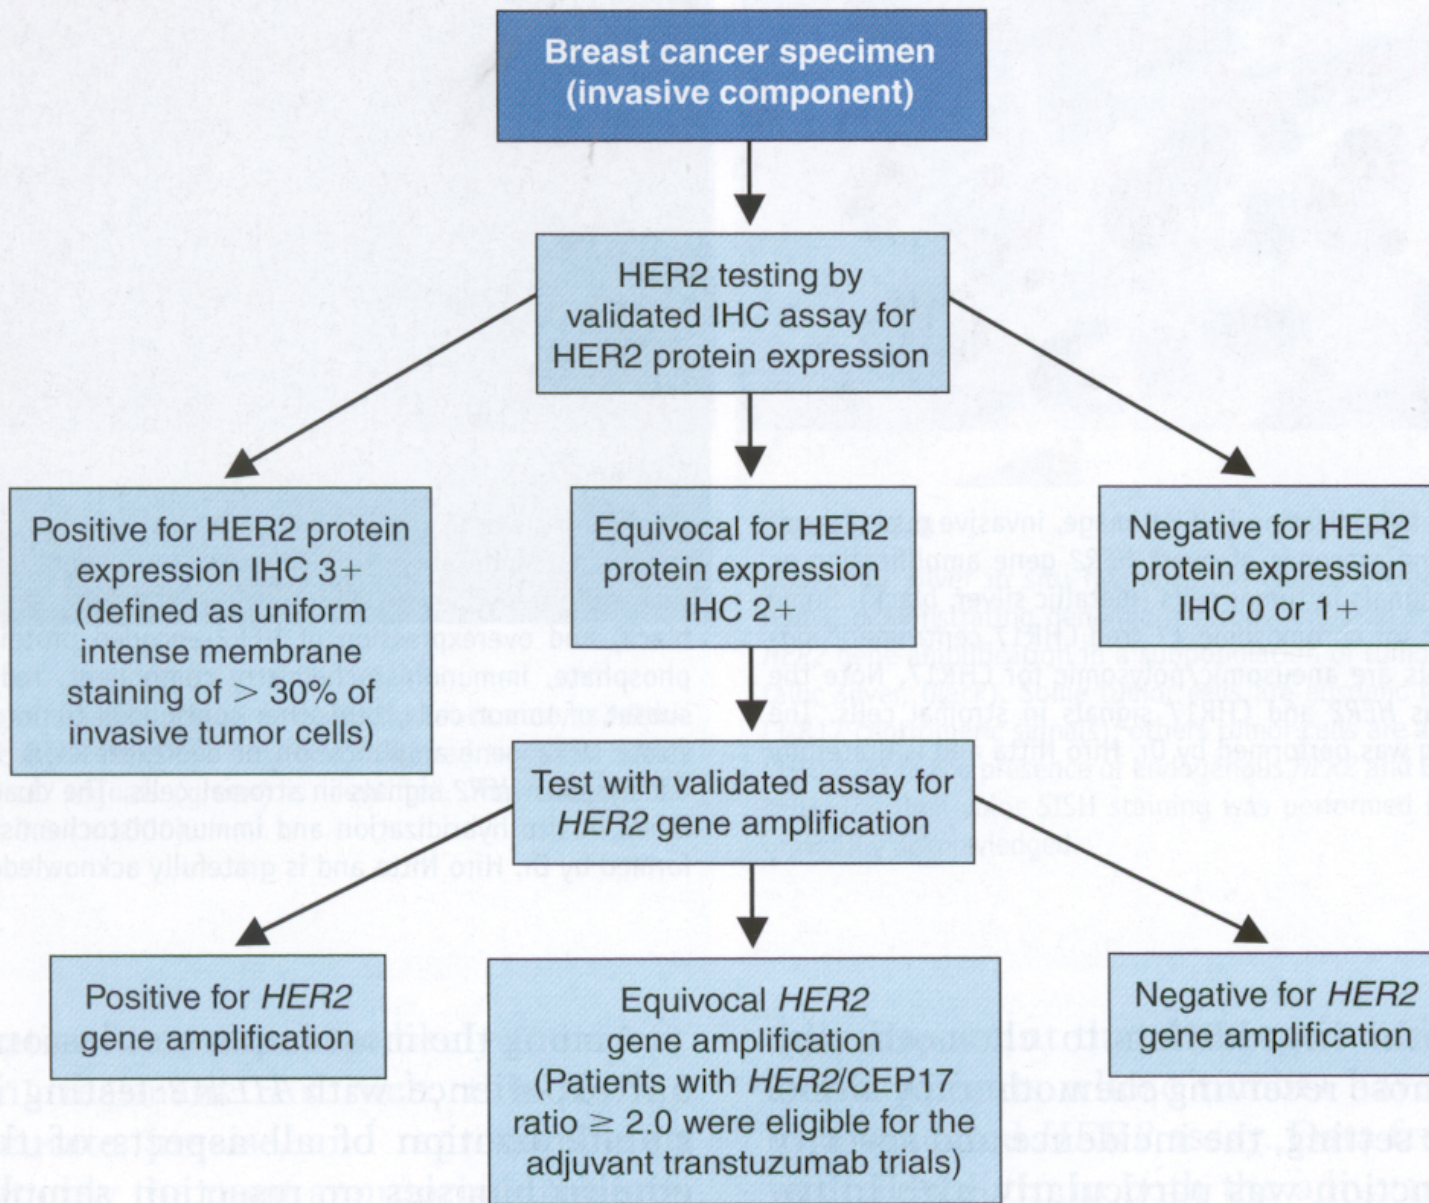 Breast cancer specimen
(invasive component)
HER2 testing by
validated IHC assay for
HER2 protein expression
Positive for HER2 protein
expression IHC 3+
(defined as uniform
intense membrane
staining of > 30% of
invasive tumor cells)
Equivocal for HER2
protein expression
IHC 2+
Negative for HER2
protein expression
IHC 0 or 1+
Test with validated assay for
HER2 gene amplification
Positive for HER2
gene amplification
Equivocal HER2
gene amplification
(Patients with HER2/CEP17
ratio ≧ 2.0 were eligible for the
adjuvant transtuzumab trials)
Negative for HER2
gene amplification